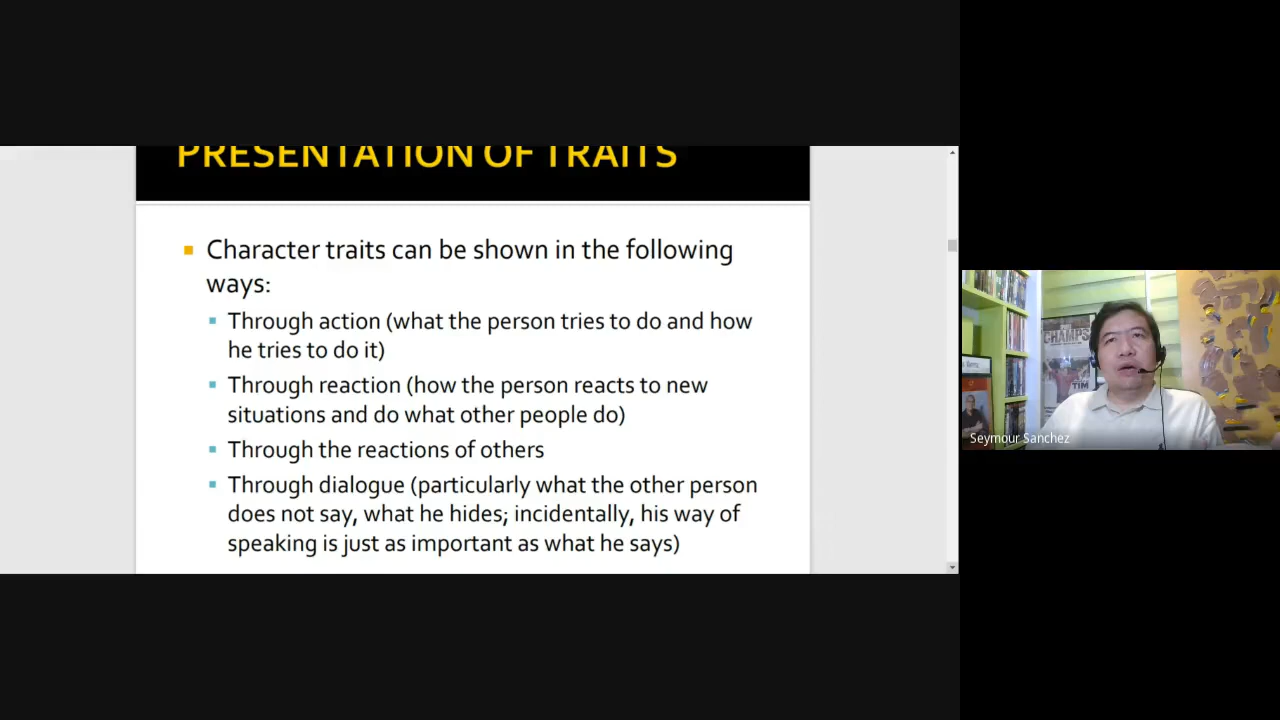 PRESENTATION OF TRAITS
Character traits can be shown in the following
ways:
Through action (what the person tries to do and how
he tries to do it)
Through reaction (how the person reacts to new
situations and do what other people do)
Through the reactions of others
Through dialogue (particularly what the other person
does not say, what he hides; incidentally, his way of
speaking is just as important as what he says)
CHAMPS
TIM
Seymour Sanchez